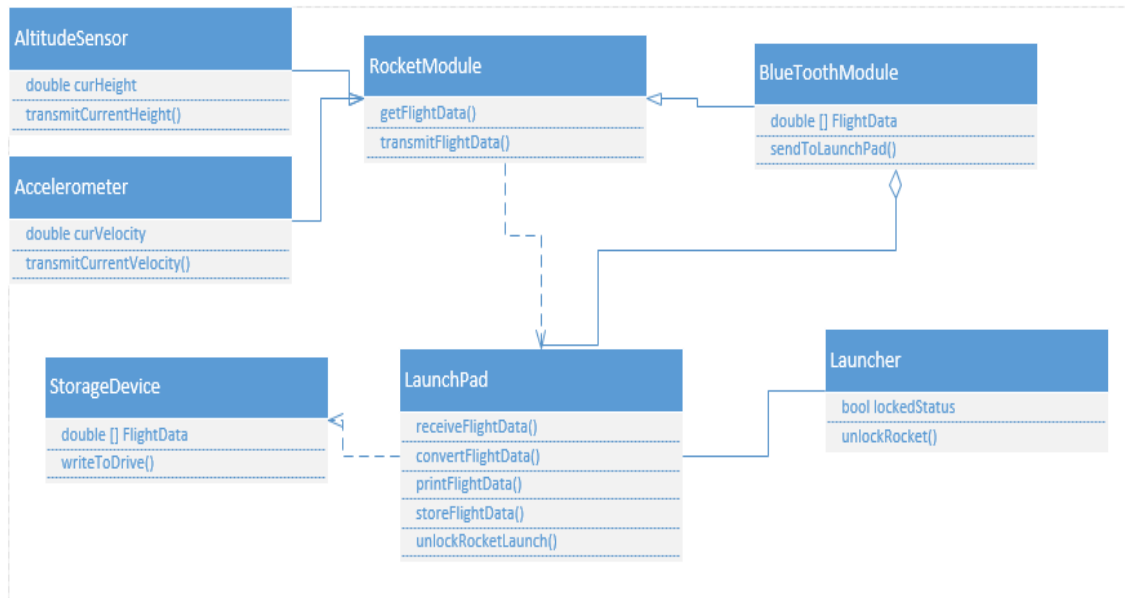 AltitudeSensor
double curHeight
transmitCurrentHeight()
RocketModule
getFlightData()
transmitFlightData()
BlueToothModule
double [] FlightData
sendToLaunchPad()
Accelerometer
double curVelocity
transmitCurrentVelocity()
StorageDevice
double [] FlightData
writeToDrive()
LaunchPad
receiveFlightData()
convertFlightData()
printFlightData()
storeFlightData()
unlockRocketLaunch()
Launcher
bool lockedStatus
unlockRocket()